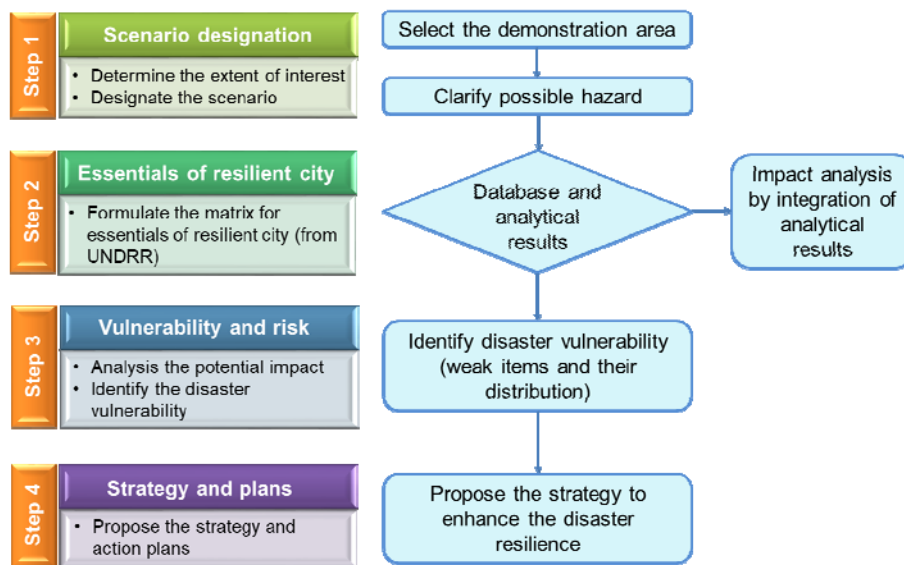 Step 1
Scenario designation
• Determine the extent of interest
• Designate the scenario
Select the demonstration area
Clarify possible hazard
Step 2
Essentials of resilient city
• Formulate the matrix for
essentials of resilient city (from
UNDRR)
Database and
analytical
results
Impact analysis
by integration of
analytical
results
Step 3
Vulnerability and risk
• Analysis the potential impact
• Identify the disaster
vulnerability
Identify disaster vulnerability
(weak items and their
distribution)
Step 4
Strategy and plans
• Propose the strategy and
action plans
Propose the strategy to
enhance the disaster
resilience